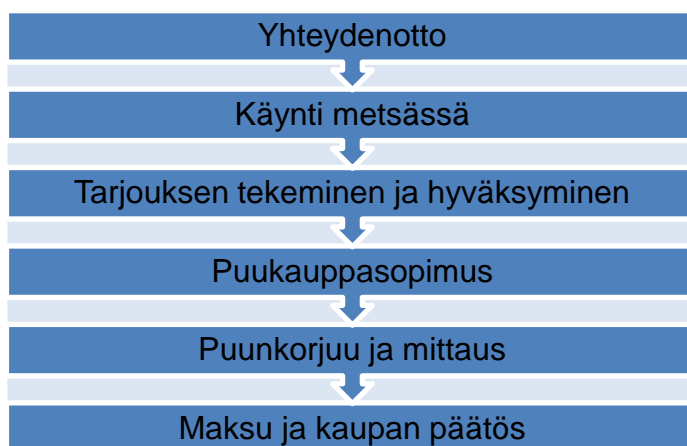 Yhteydenotto
Käynti metsässä
Tarjouksen tekeminen ja hyväksyminen
Puukauppasopimus
Puunkorjuu ja mittaus
Maksu ja kaupan päätös